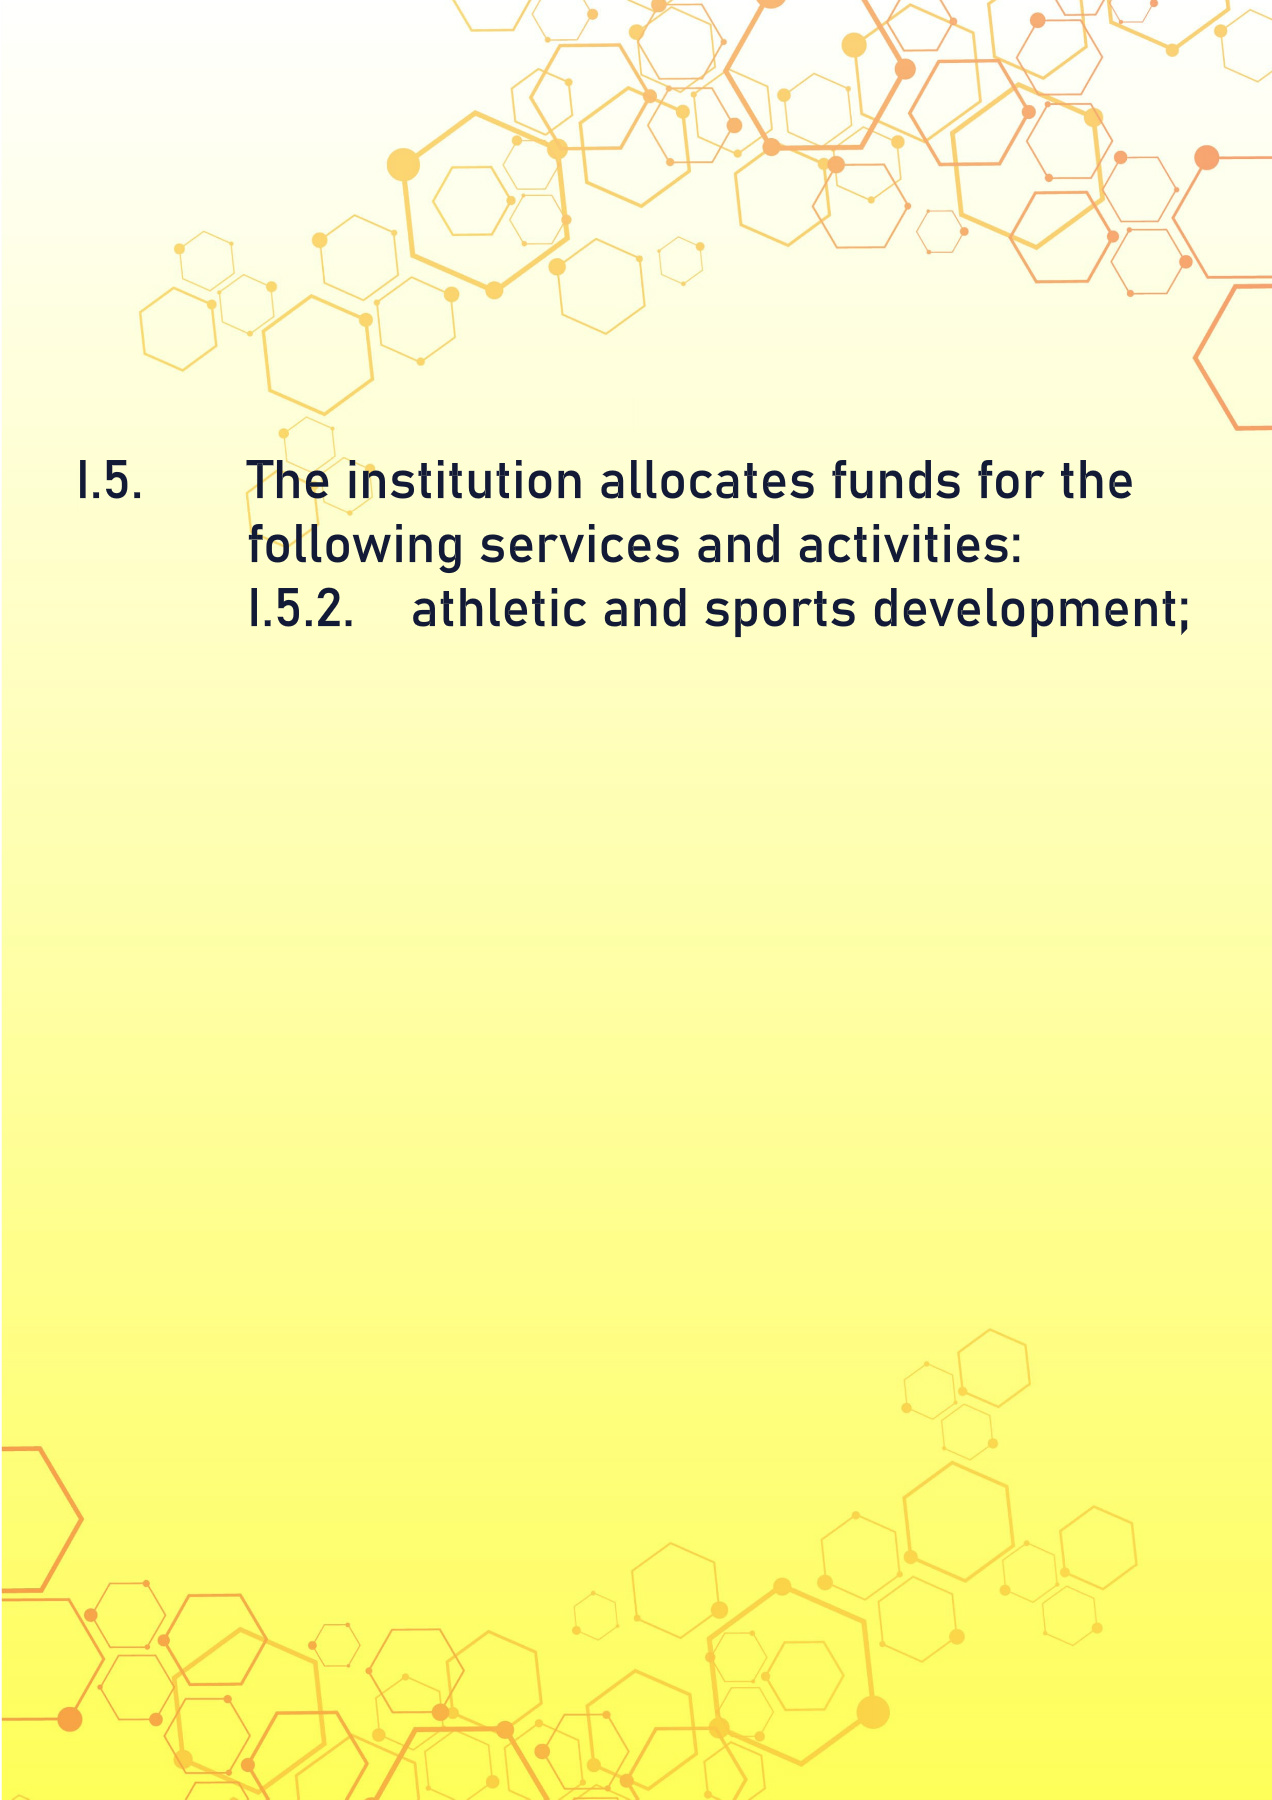 I.5. The institution allocates funds for the
following services and activities:
I.5.2. athletic and sports development;